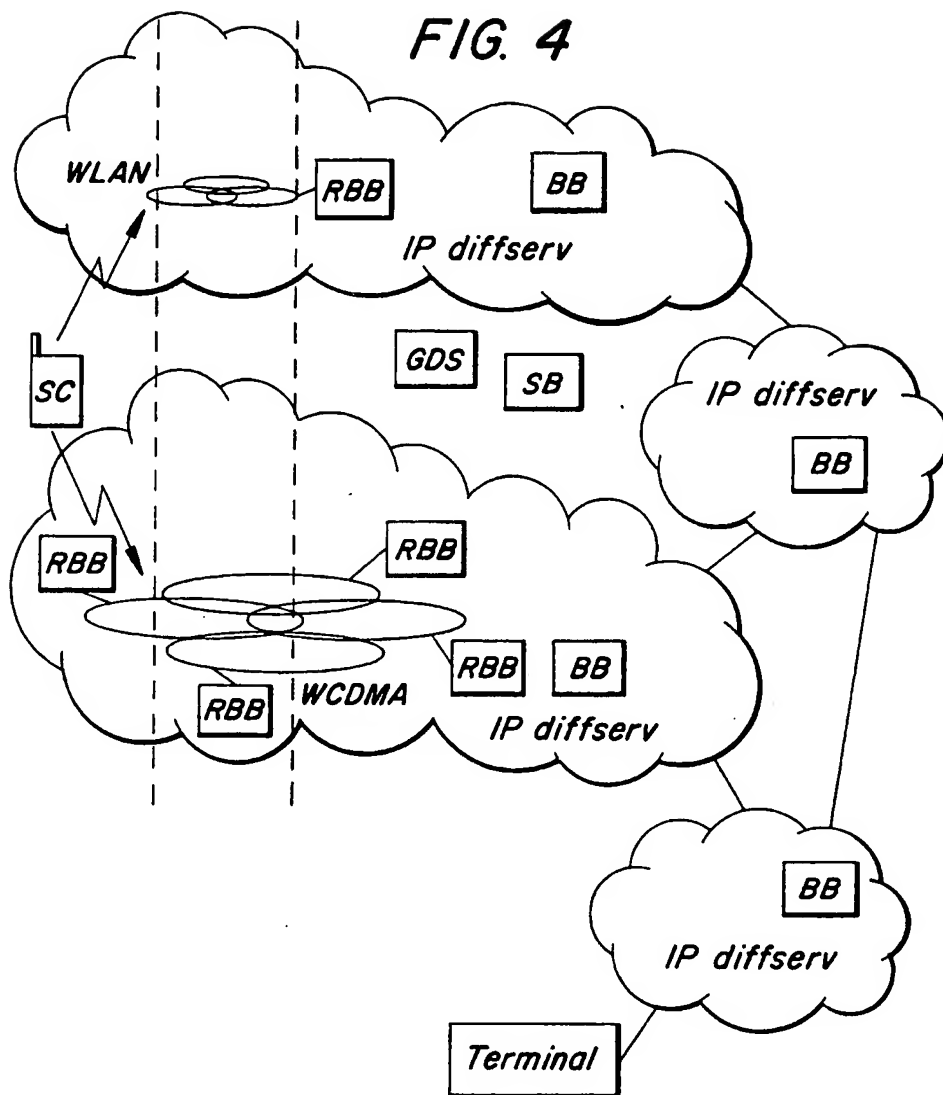 FIG. 4
WLAN
RBB
BB
IP diffserv
SC
GDS
SB
IP diffserv
BB
RBB
RBB
RBB
BB
RBB
WCDMA
IP diffserv
BB
IP diffserv
Terminal